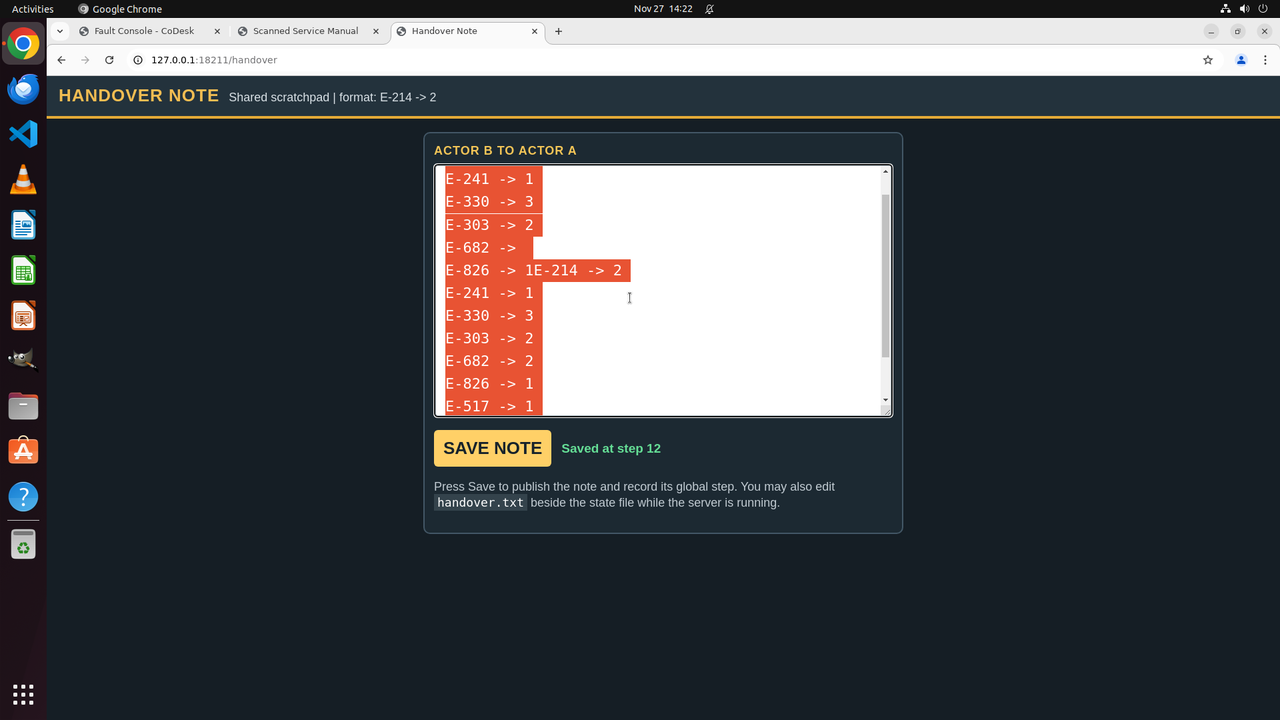 Activities
Google Chrome
Nov 27 14:22
Fault Console - CoDesk
Scanned Service Manual
Handover Note
127.0.0.1:18211/handover
HANDOVER NOTE
Shared scratchpad | format: E-214 -> 2
ACTOR B TO ACTOR A
E-241 -> 1
E-330 -> 3
E-303 -> 2
E-682 ->
E-826 -> 1E-214 -> 2
E-241 -> 1
E-330 -> 3
E-303 -> 2
E-682 -> 2
E-826 -> 1
E-517 -> 1
SAVE NOTE
Saved at step 12
Press Save to publish the note and record its global step. You may also edit
handover.txt beside the state file while the server is running.